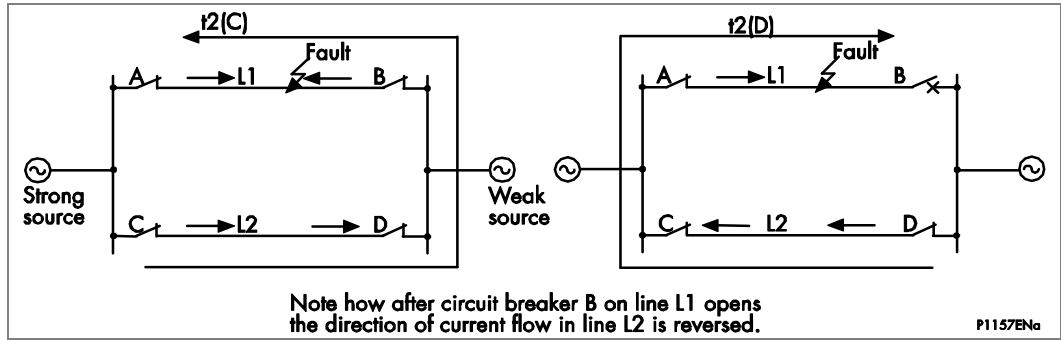 t2(C)
Fault
A
L1
B
Strong
source
Weak
source
C
L2
D
t2(D)
Fault
A
L1
B
C
L2
D
Note how after circuit breaker B on line L1 opens
the direction of current flow in line L2 is reversed.
P1157ENa